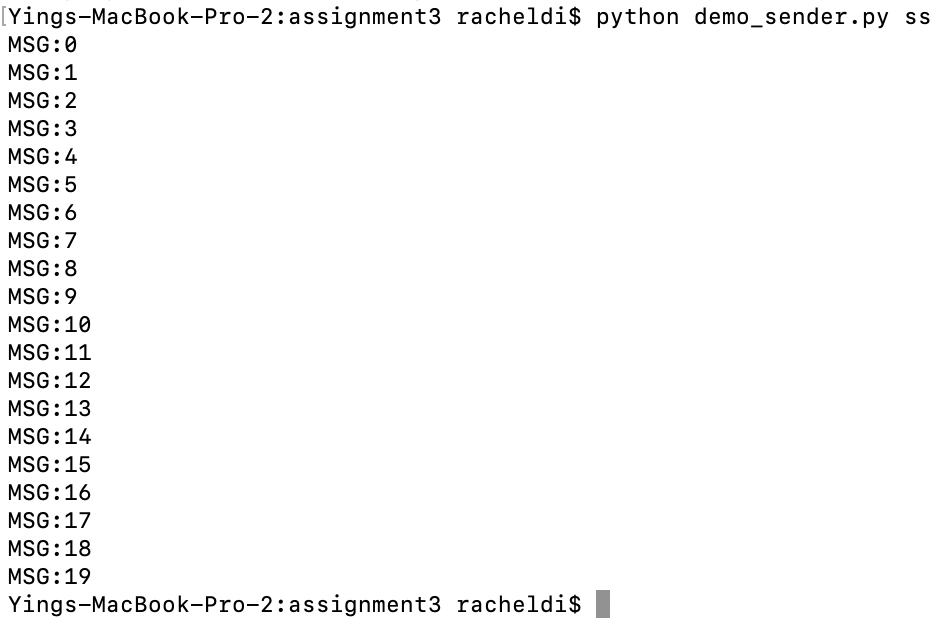 [Yings-MacBook-Pro-2:assignment3 racheldi$ python demo_sender.py ss
MSG:0
MSG:1
MSG:2
MSG:3
MSG:4
MSG:5
MSG:6
MSG:7
MSG:8
MSG:9
MSG:10
MSG:11
MSG:12
MSG:13
MSG:14
MSG:15
MSG:16
MSG:17
MSG:18
MSG:19
Yings-MacBook-Pro-2:assignment3 racheldi$